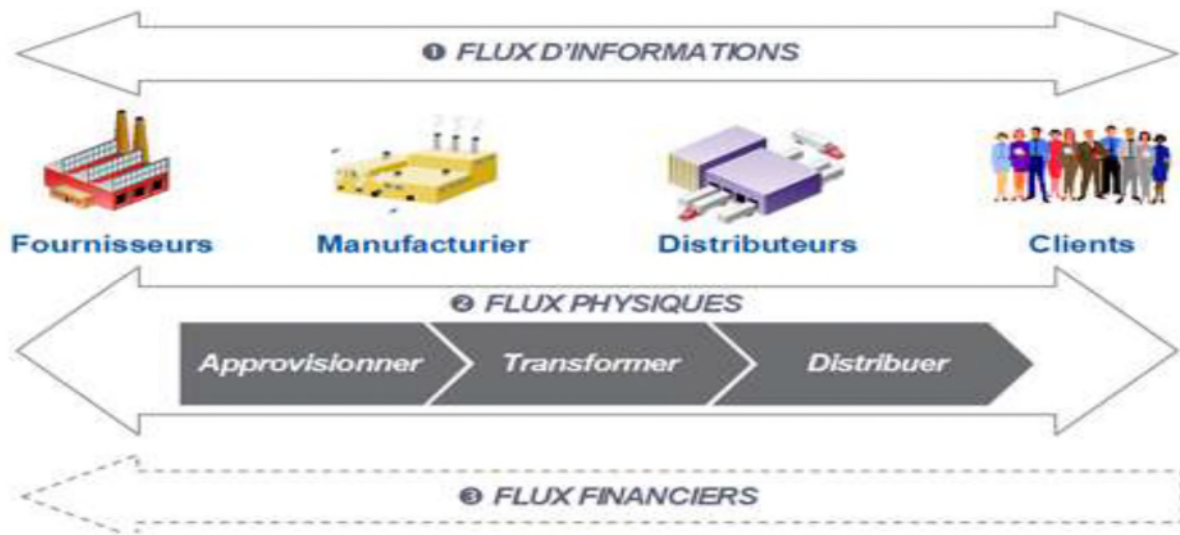 ❶ FLUX D'INFORMATIONS
Fournisseurs Manufacturier Distributeurs Clients
❷ FLUX PHYSIQUES
Approvisionner Transformer Distribuer
❸ FLUX FINANCIERS